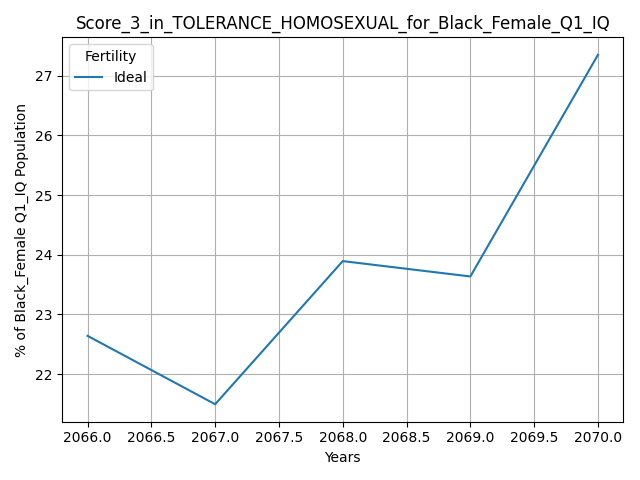 Score_3_in_TOLERANCE_HOMOSEXUAL_for_Black_Female_Q1_IQ
Fertility
Ideal
% of Black_Female Q1_IQ Population
27
26
25
24
23
22
2066.0 2066.5 2067.0 2067.5 2068.0 2068.5 2069.0 2069.5 2070.0
Years